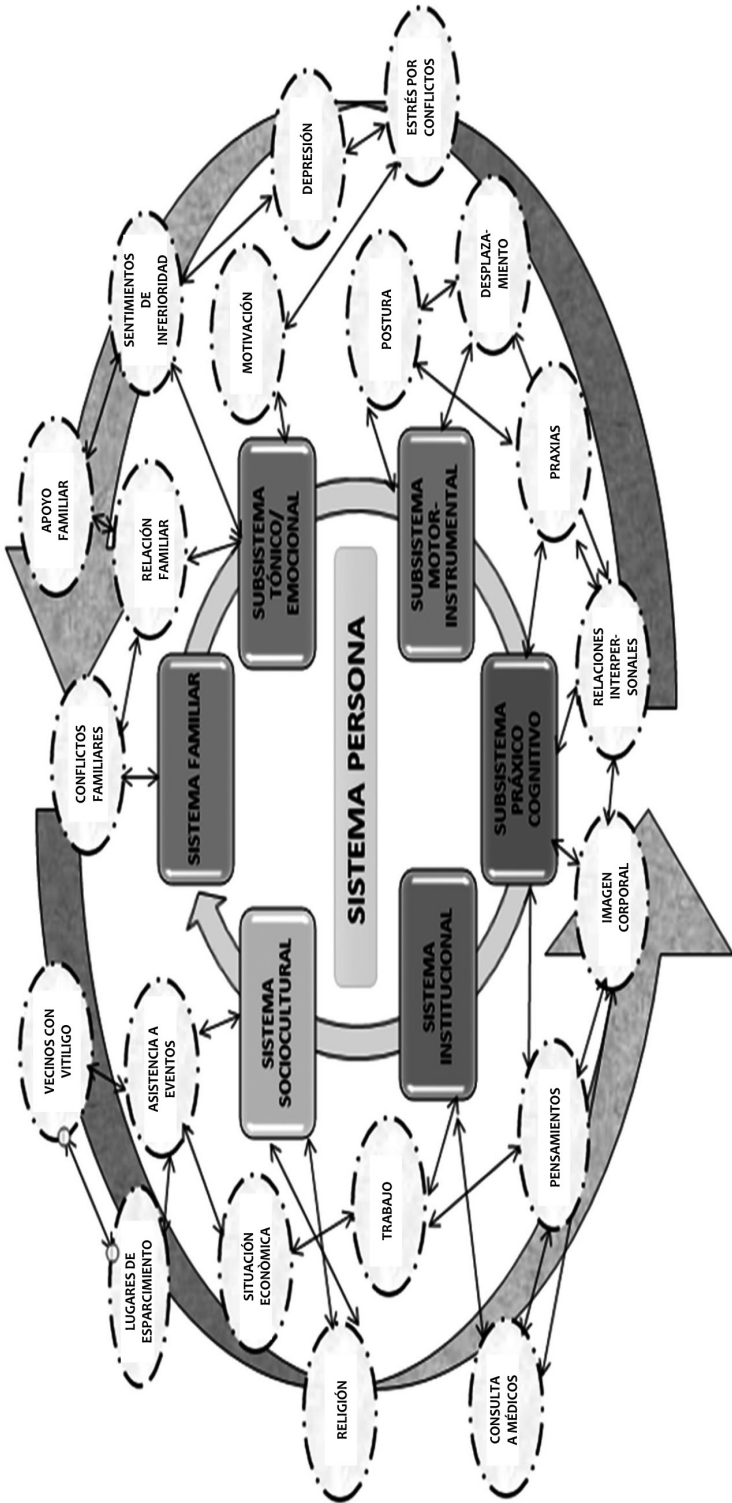 VECINOS CON
VITILIGO
LUGARES DE
ESPARCIMIENTO
ASISTENCIA A
EVENTOS
SITUACIÓN
ECONÒMICA
RELIGIÓN
TRABAJO
CONSULTA
A MÉDICOS
PENSAMIENTOS
IMAGEN
CORPORAL
CONFLICTOS
FAMILIARES
RELACIÓN
FAMILIAR
APOYO
FAMILIAR
SENTIMIENTOS
DE
INFERIORIDAD
MOTIVACIÓN
DEPRESIÓN
ESTRÉS POR
CONFLICTOS
POSTURA
DESPLAZA-
MIENTO
PRAXIAS
RELACIONES
INTERPER-
SONALES
SISTEMA FAMILIAR
SISTEMA
SOCIOCULTURAL
SUBSISTEMA
TÓNICO/
EMOCIONAL
SISTEMA PERSONA
SISTEMA
INSTITUCIONAL
SUBSISTEMA
MOTOR-
INSTRUMENTAL
SUBSISTEMA
PRÁXICO
COGNITIVO